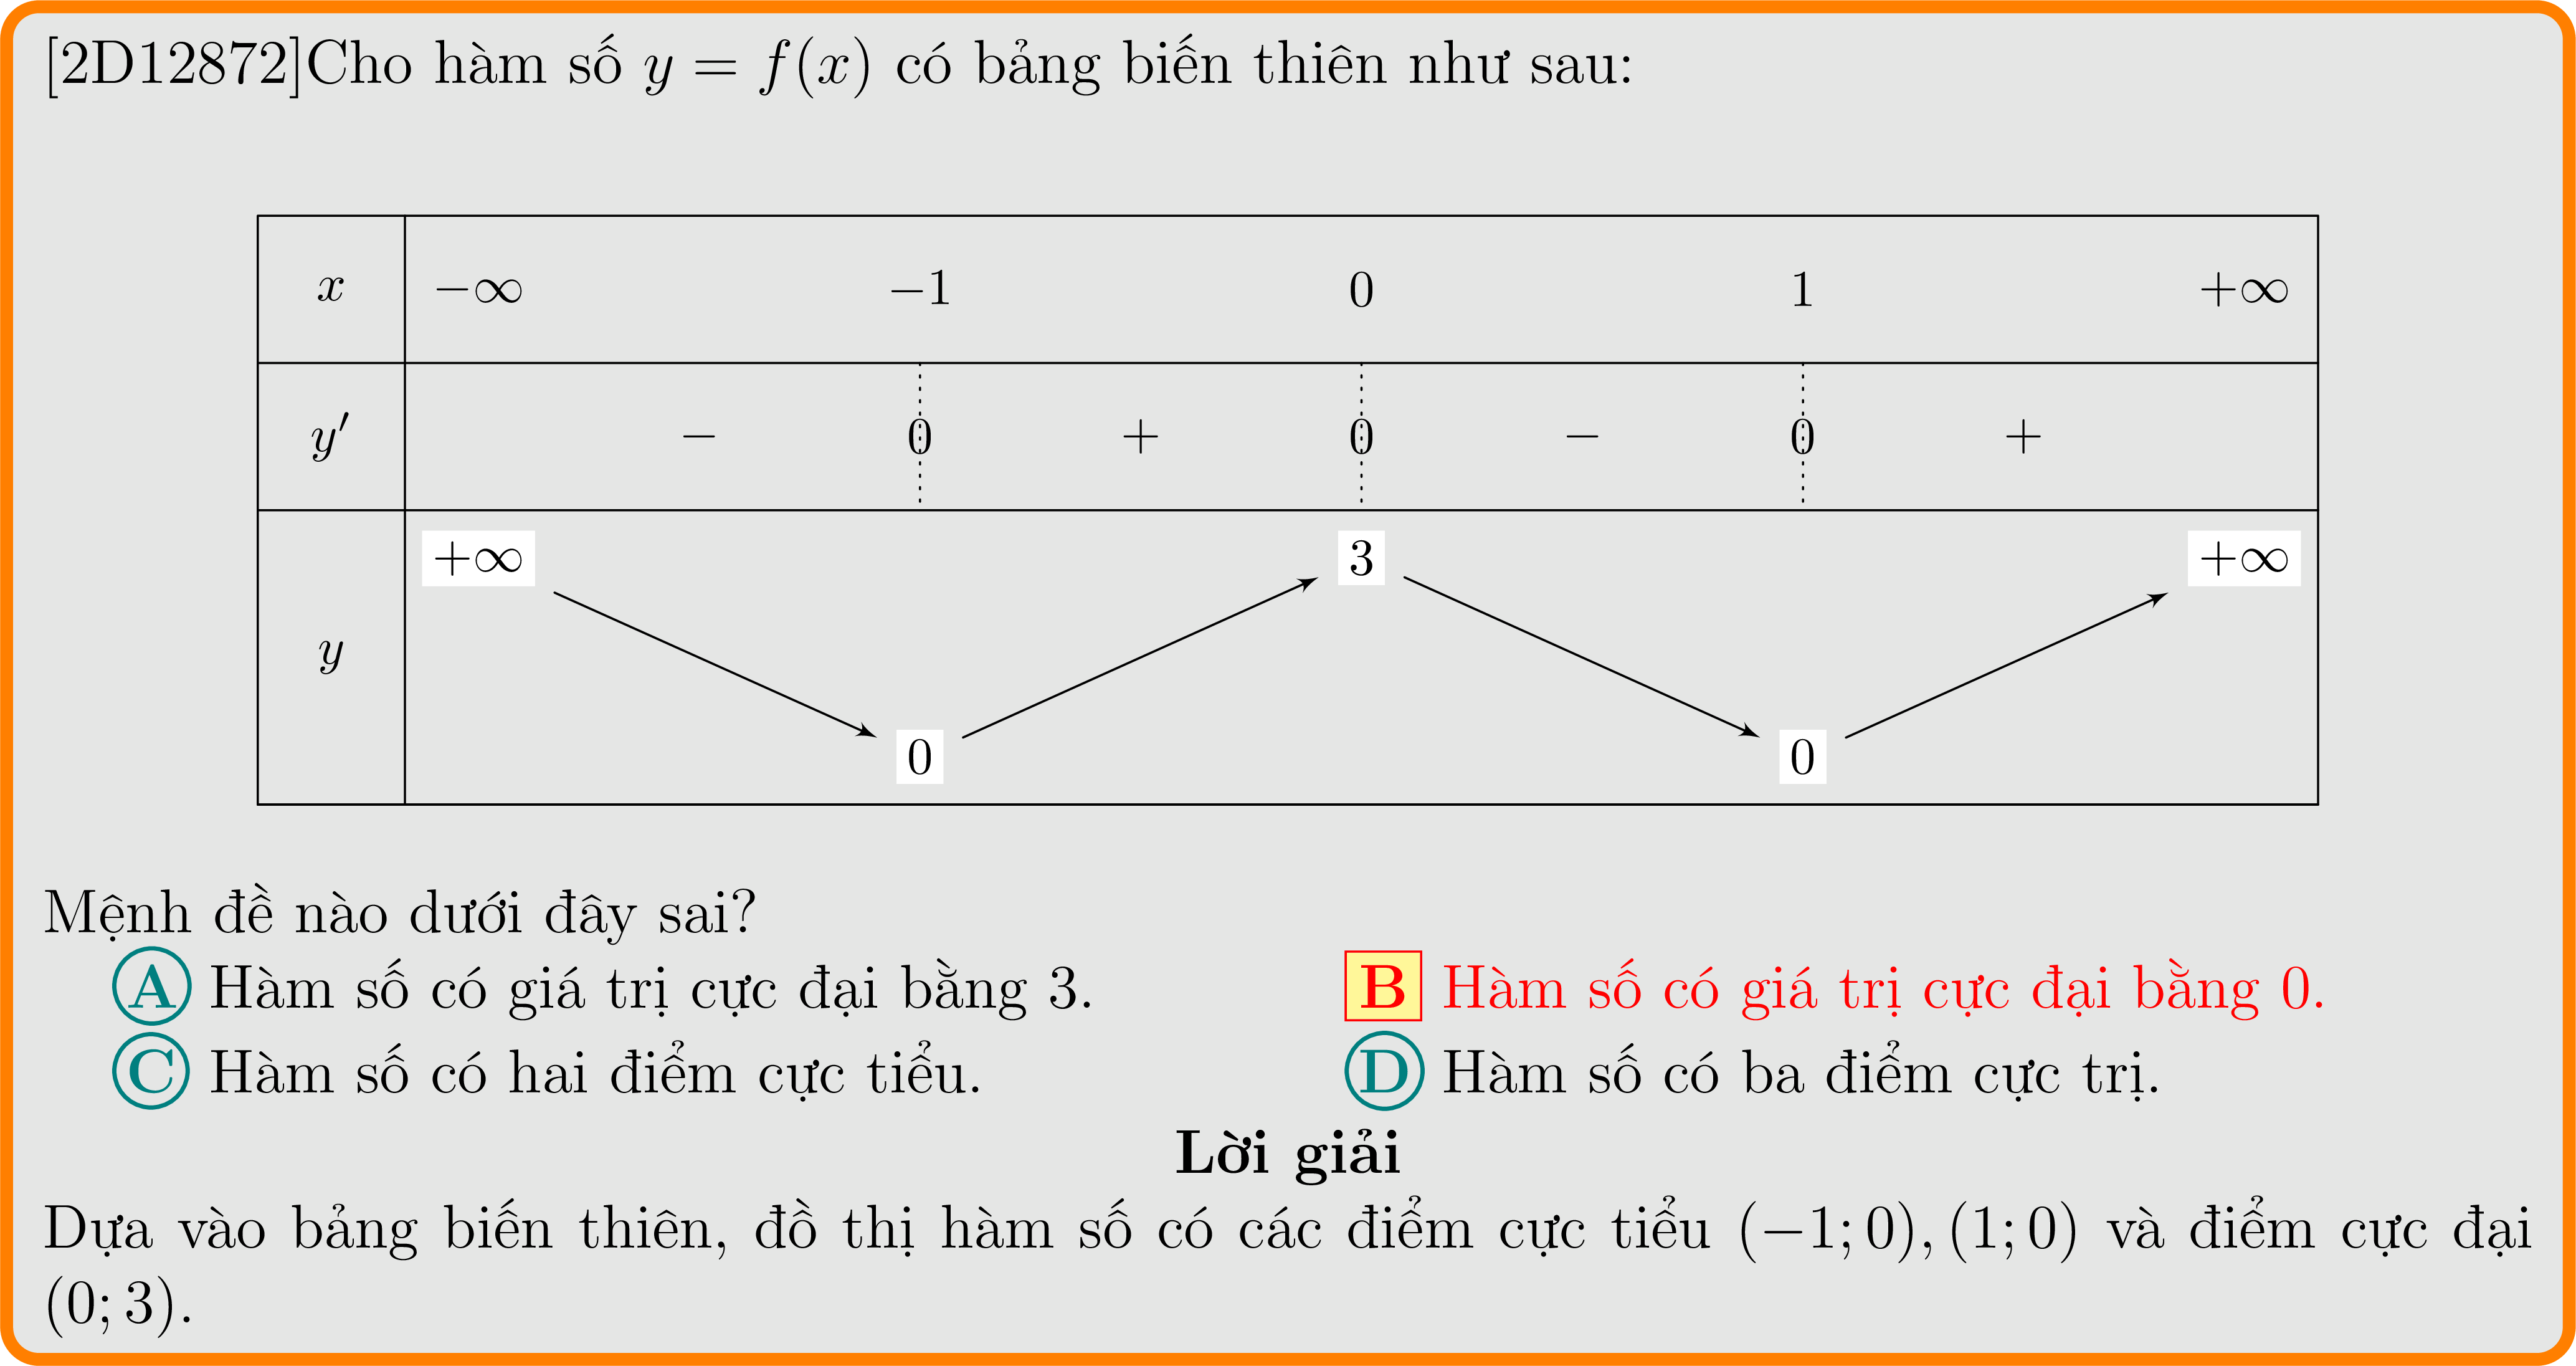 [2D12872]Cho hàm số y = f(x) có bảng biến thiên như sau:
x −∞ −1 0 1 +∞
y′ − 0 + 0 − 0 +
y +∞ 0 3 0 +∞
Mệnh đề nào dưới đây sai?
A Hàm số có giá trị cực đại bằng 3. B Hàm số có giá trị cực đại bằng 0.
C Hàm số có hai điểm cực tiểu. D Hàm số có ba điểm cực trị.
Lời giải
Dựa vào bảng biến thiên, đồ thị hàm số có các điểm cực tiểu (−1; 0), (1; 0) và điểm cực đại
(0; 3).